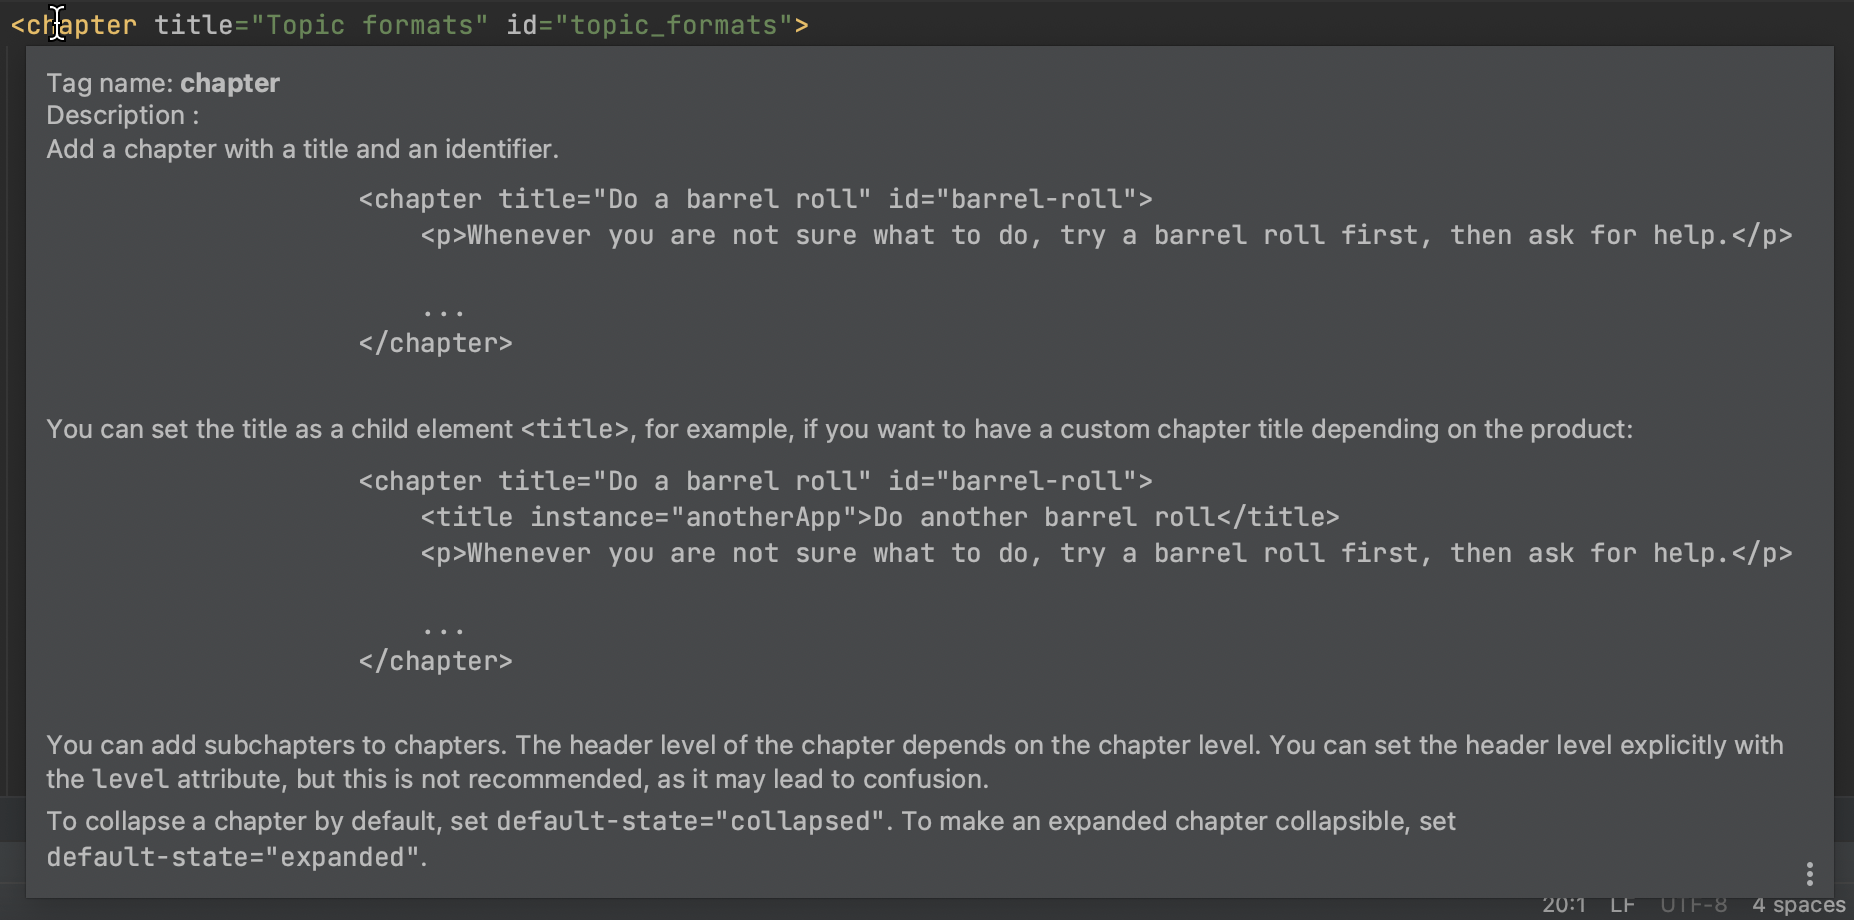 <chapter title="Topic formats" id="topic_formats">
Tag name: chapter
Description :
Add a chapter with a title and an identifier.
<chapter title="Do a barrel roll" id="barrel-roll">
<p>Whenever you are not sure what to do, try a barrel roll first, then ask for help.</p>
...
</chapter>
You can set the title as a child element <title>, for example, if you want to have a custom chapter title depending on the product:
<chapter title="Do a barrel roll" id="barrel-roll">
<title instance="anotherApp">Do another barrel roll</title>
<p>Whenever you are not sure what to do, try a barrel roll first, then ask for help.</p>
...
</chapter>
You can add subchapters to chapters. The header level of the chapter depends on the chapter level. You can set the header level explicitly with
the level attribute, but this is not recommended, as it may lead to confusion.
To collapse a chapter by default, set default-state="collapsed". To make an expanded chapter collapsible, set
default-state="expanded".
20:1 LF UTF-8 4 spaces